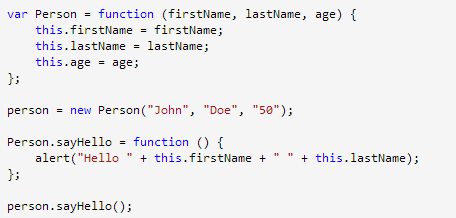 var Person = function (firstName, lastName, age) {
    this.firstName = firstName;
    this.lastName = lastName;
    this.age = age;
};
person = new Person("John", "Doe", "50");
Person.sayHello = function () {
    alert("Hello " + this.firstName + " " + this.lastName);
};
person.sayHello();